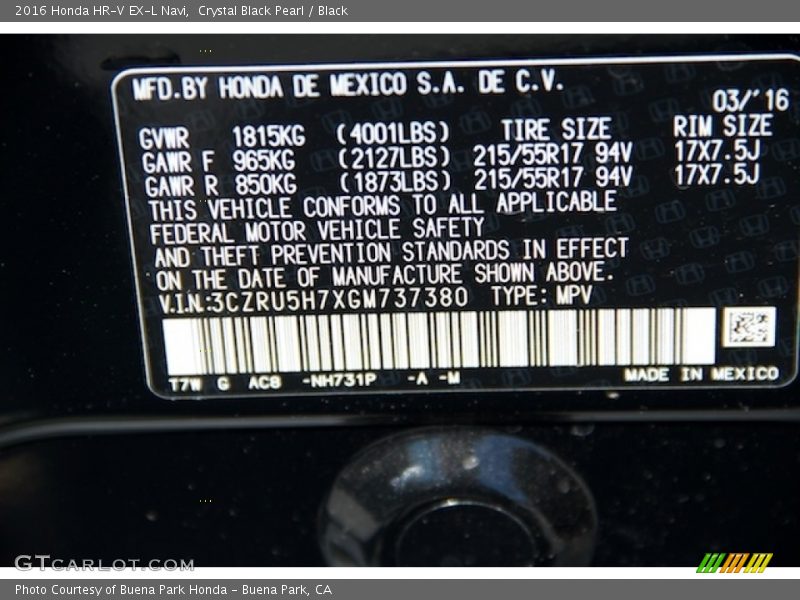 2016 Honda HR-V EX-L Navi,  Crystal Black Pearl / Black
MFD.BY HONDA DE MEXICO S.A. DE C.V.
03/'16
GVWR 1815KG (4001LBS) TIRE SIZE RIM SIZE
GAWR F 965KG (2127LBS) 215/55R17 94V 17X7.5J
GAWR R 850KG (1873LBS) 215/55R17 94V 17X7.5J
THIS VEHICLE CONFORMS TO ALL APPLICABLE
FEDERAL MOTOR VEHICLE SAFETY
AND THEFT PREVENTION STANDARDS IN EFFECT
ON THE DATE OF MANUFACTURE SHOWN ABOVE.
V.I.N.:3CZRU5H7XGM737380 TYPE: MPV
T7W G AC8 -NH731P -A -M MADE IN MEXICO
GTCARLOT.COM
Photo Courtesy of Buena Park Honda - Buena Park, CA